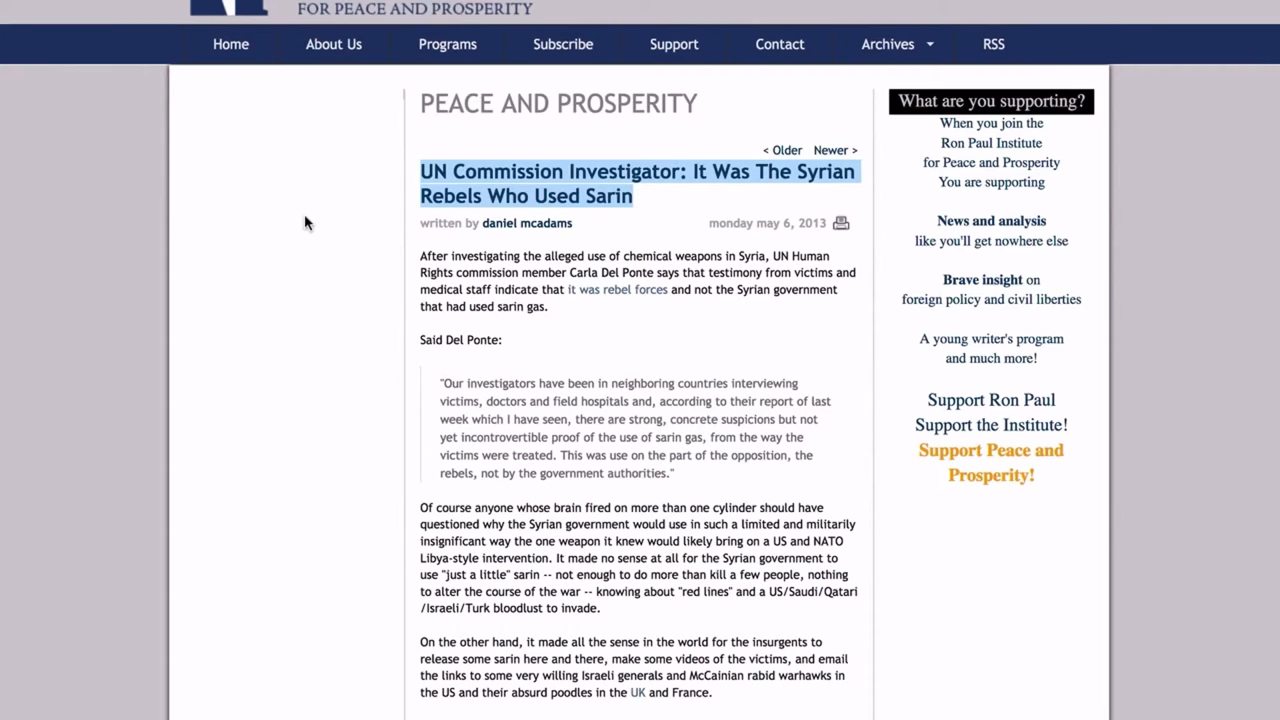 FOR PEACE AND PROSPERITY
Home About Us Programs Subscribe Support Contact Archives RSS
PEACE AND PROSPERITY
< Older Newer >
UN Commission Investigator: It Was The Syrian
Rebels Who Used Sarin
written by daniel mcadams monday may 6, 2013
After investigating the alleged use of chemical weapons in Syria, UN Human
Rights commission member Carla Del Ponte says that testimony from victims and
medical staff indicate that it was rebel forces and not the Syrian government
that had used sarin gas.
Said Del Ponte:
"Our investigators have been in neighboring countries interviewing
victims, doctors and field hospitals and, according to their report of last
week which I have seen, there are strong, concrete suspicions but not
yet incontrovertible proof of the use of sarin gas, from the way the
victims were treated. This was use on the part of the opposition, the
rebels, not by the government authorities."
Of course anyone whose brain fired on more than one cylinder should have
questioned why the Syrian government would use in such a limited and militarily
insignificant way the one weapon it knew would likely bring on a US and NATO
Libya-style intervention. It made no sense at all for the Syrian government to
use "just a little" sarin -- not enough to do more than kill a few people, nothing
to alter the course of the war -- knowing about "red lines" and a US/Saudi/Qatari
/Israeli/Turk bloodlust to invade.
On the other hand, it made all the sense in the world for the insurgents to
release some sarin here and there, make some videos of the victims, and email
the links to some very willing Israeli generals and McCainian rabid warhawks in
the US and their absurd poodles in the UK and France.
What are you supporting?
When you join the
Ron Paul Institute
for Peace and Prosperity
You are supporting
News and analysis
like you'll get nowhere else
Brave insight on
foreign policy and civil liberties
A young writer's program
and much more!
Support Ron Paul
Support the Institute!
Support Peace and
Prosperity!